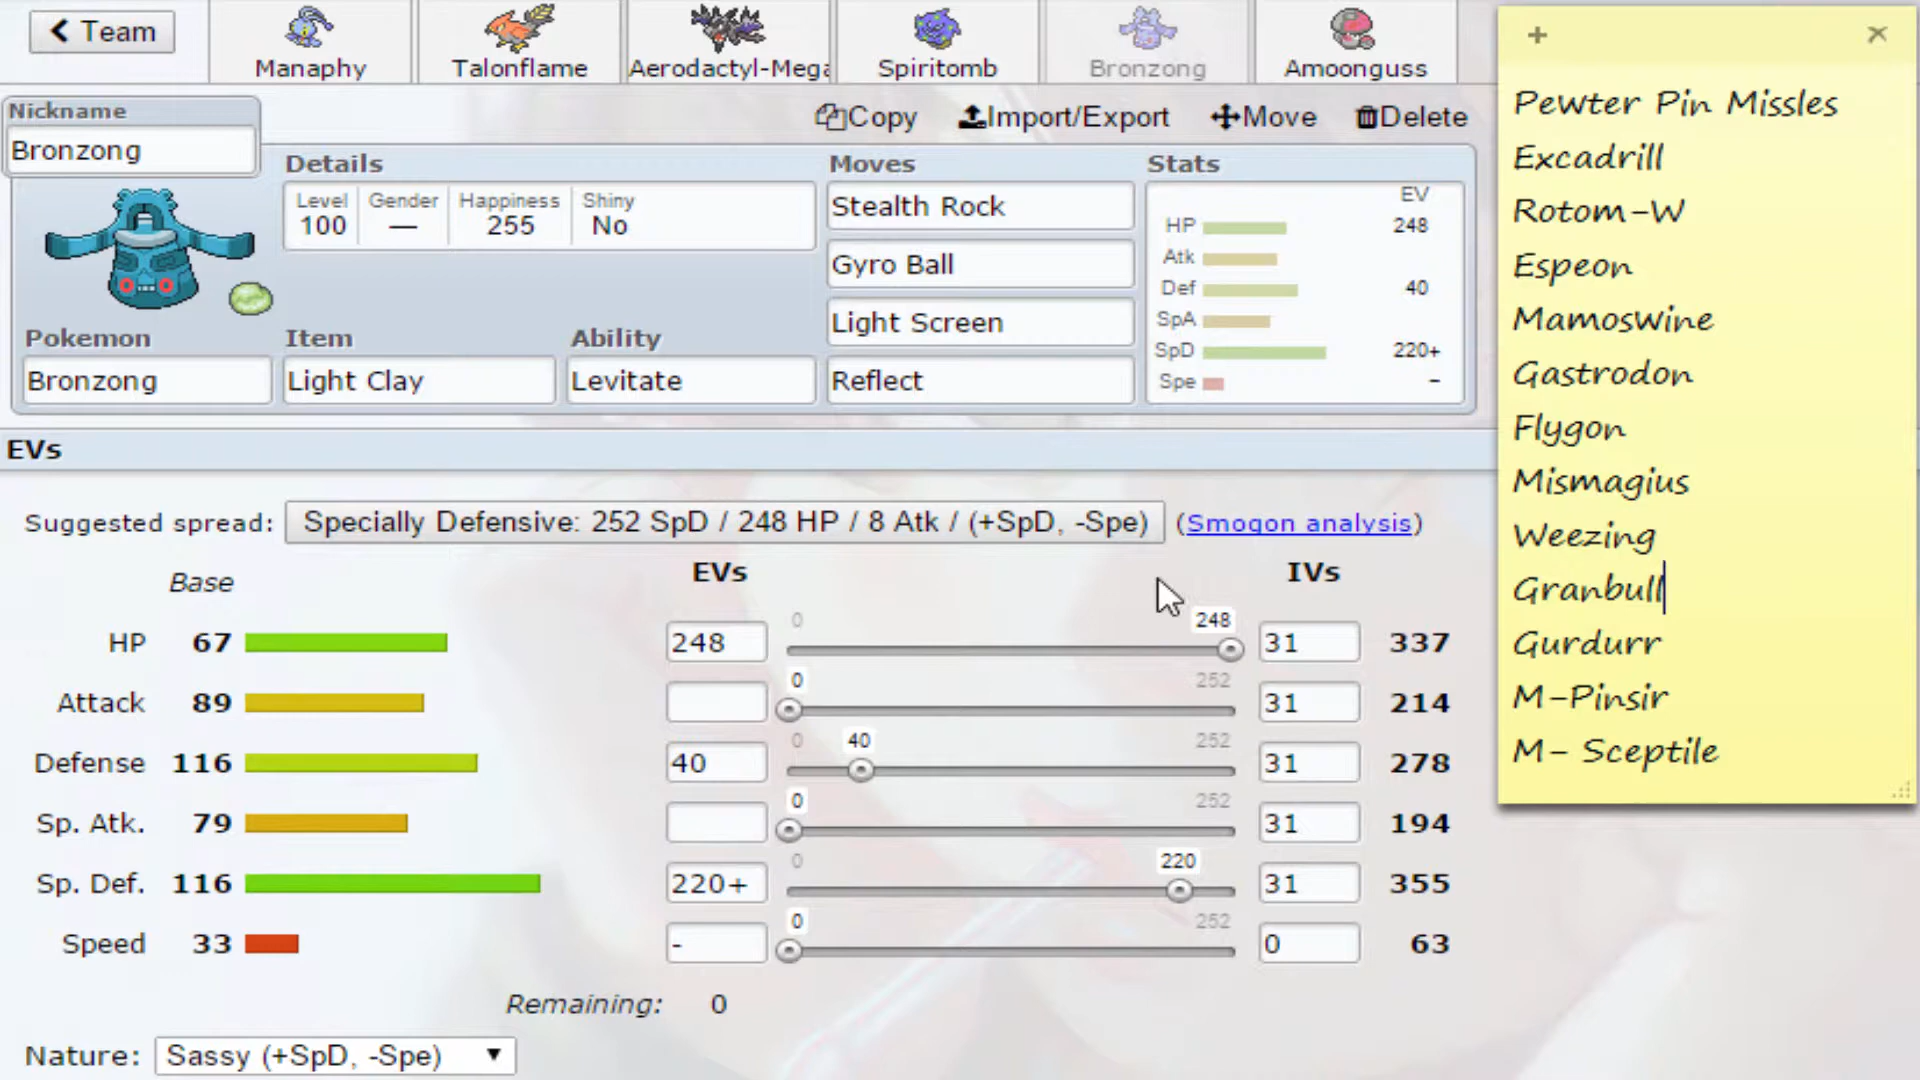 Team
Manaphy
Talonflame
Aerodactyl-Mega
Spiritomb
Bronzong
Amoonguss
Nickname
Bronzong
Copy
Import/Export
Move
Delete
Details
Level
100
Gender
—
Happiness
255
Shiny
No
Pokemon
Bronzong
Item
Light Clay
Ability
Levitate
Moves
Stealth Rock
Gyro Ball
Light Screen
Reflect
Stats
EV
HP 248
Atk
Def 40
SpA
SpD 220+
Spe -
EVs
Suggested spread: Specially Defensive: 252 SpD / 248 HP / 8 Atk / (+SpD, -Spe) (Smogon analysis)
Base EVs IVs
HP 67 248 0 248 31 337
Attack 89 0 252 31 214
Defense 116 40 0 40 252 31 278
Sp. Atk. 79 0 252 31 194
Sp. Def. 116 220+ 0 220 31 355
Speed 33 - 0 252 0 63
Remaining: 0
Nature: Sassy (+SpD, -Spe)
Pewter Pin Missles
Excadrill
Rotom-W
Espeon
Mamoswine
Gastrodon
Flygon
Mismagius
Weezing
Granbull
Gurdurr
M-Pinsir
M- Sceptile